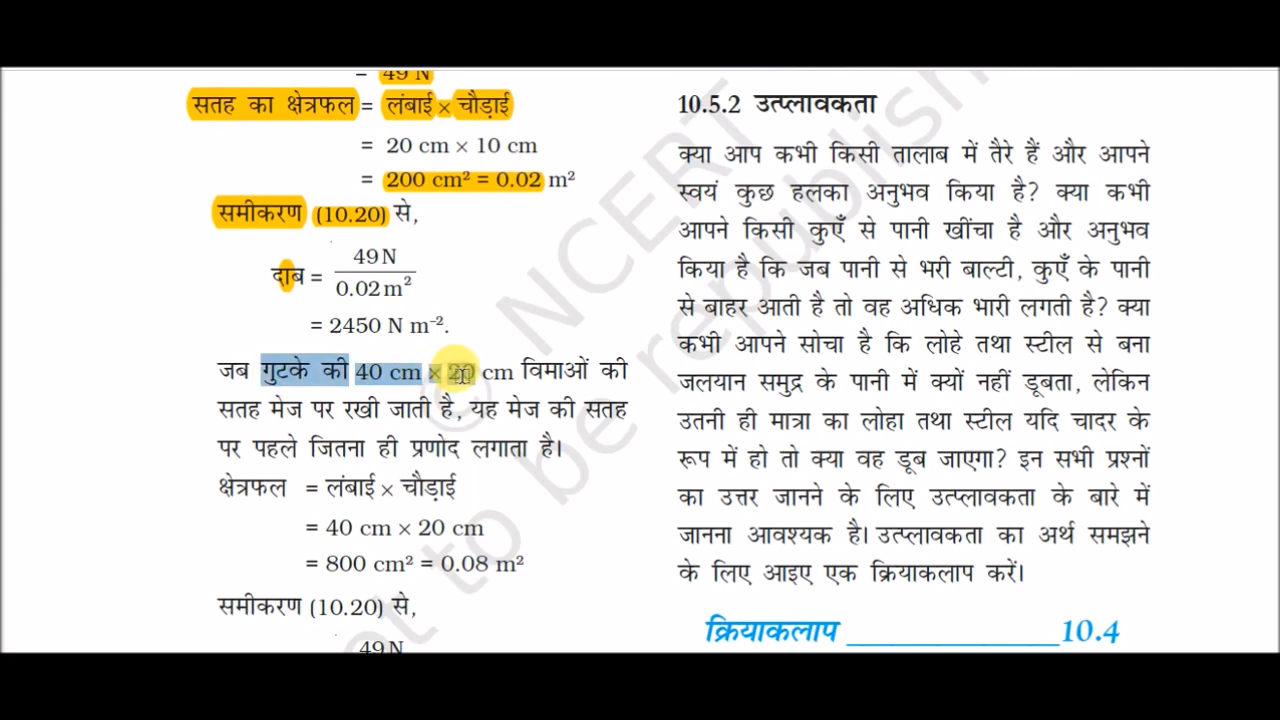 = 49 N
सतह का क्षेत्रफल = लंबाई × चौड़ाई
= 20 cm × 10 cm
= 200 cm² = 0.02 m²
समीकरण (10.20) से,
दाब = 49 N / 0.02 m²
= 2450 N m⁻².
जब गुटके की 40 cm × 20 cm विमाओं की
सतह मेज पर रखी जाती है, यह मेज की सतह
पर पहले जितना ही प्रणोद लगाता है।
क्षेत्रफल = लंबाई × चौड़ाई
= 40 cm × 20 cm
= 800 cm² = 0.08 m²
समीकरण (10.20) से,
49 N
10.5.2 उत्प्लावकता
क्या आप कभी किसी तालाब में तैरे हैं और आपने
स्वयं कुछ हलका अनुभव किया है? क्या कभी
आपने किसी कुएँ से पानी खींचा है और अनुभव
किया है कि जब पानी से भरी बाल्टी, कुएँ के पानी
से बाहर आती है तो वह अधिक भारी लगती है? क्या
कभी आपने सोचा है कि लोहे तथा स्टील से बना
जलयान समुद्र के पानी में क्यों नहीं डूबता, लेकिन
उतनी ही मात्रा का लोहा तथा स्टील यदि चादर के
रूप में हो तो क्या वह डूब जाएगा? इन सभी प्रश्नों
का उत्तर जानने के लिए उत्प्लावकता के बारे में
जानना आवश्यक है। उत्प्लावकता का अर्थ समझने
के लिए आइए एक क्रियाकलाप करें।
क्रियाकलाप ____________ 10.4
© NCERT
not to be republish